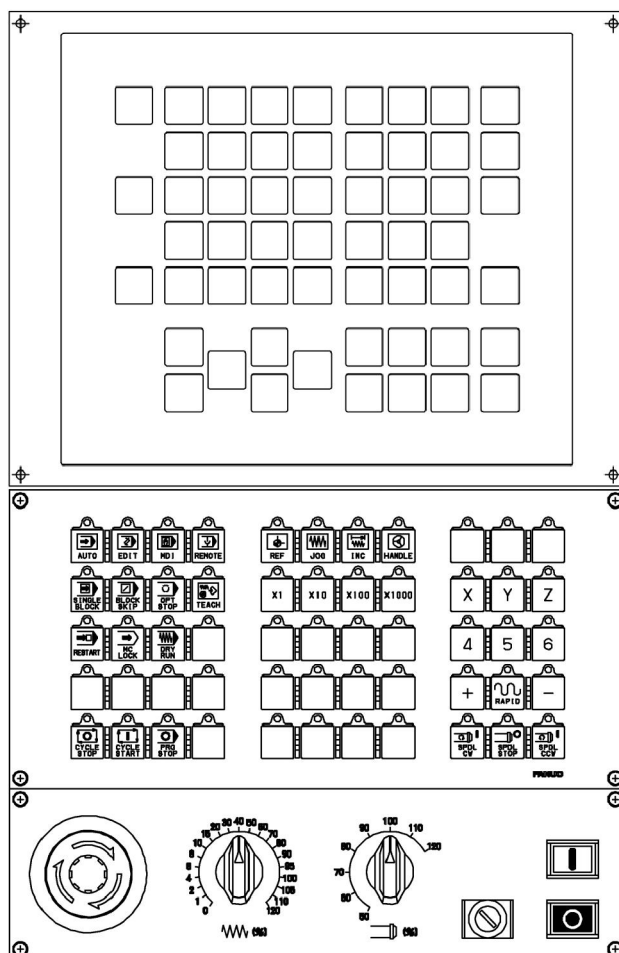 AUTO EDIT MDI REMOTE REF JOG INC HANDLE
SINGLE BLOCK BLOCK SKIP OPT STOP TEACH X1 X10 X100 X1000 X Y Z
RESTART MC LOCK DRY RUN 4 5 6
+ RAPID −
CYCLE STOP CYCLE START PRG STOP SPDL CW SPDL STOP SPDL CCW
FANUC
0 1 2 4 6 8 10 15 20 30 40 50 60 70 80 90 95 100 105 110 120
(%)
50 60 70 80 90 100 110 120
(%)